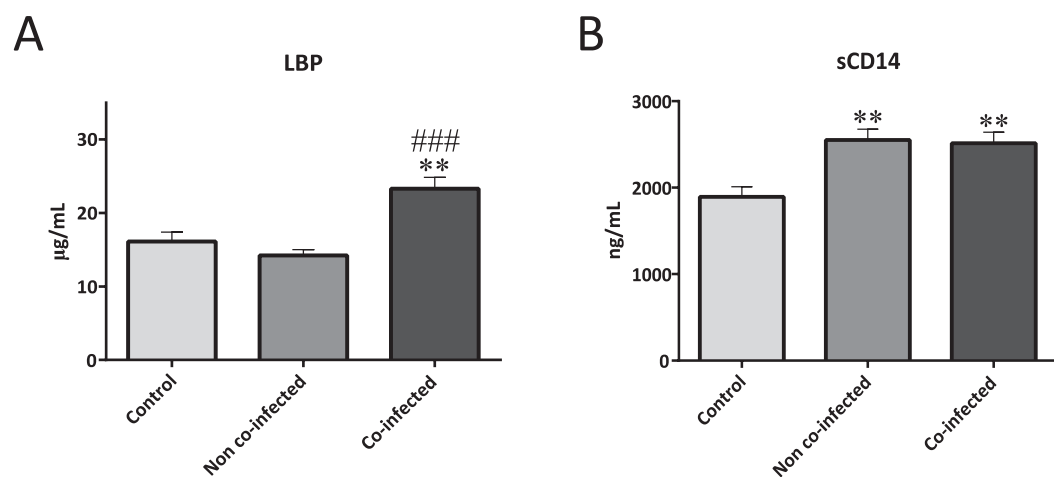 A
LBP
μg/mL
30
20
10
0
###
**
Control
Non co-infected
Co-infected
B
sCD14
ng/mL
3000
2000
1000
0
**
**
Control
Non co-infected
Co-infected